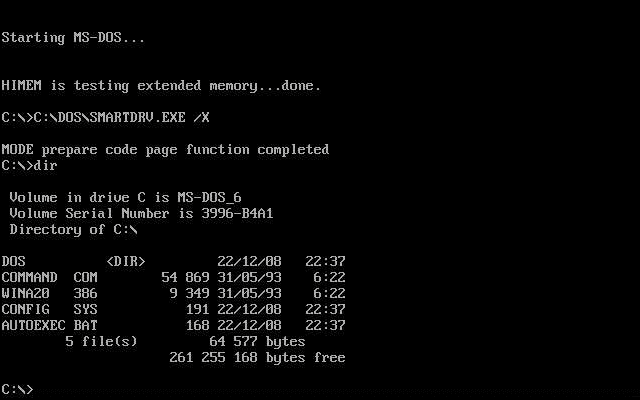 Starting MS-DOS...
HIMEM is testing extended memory...done.
C:\>C:\DOS\SMARTDRV.EXE /X
MODE prepare code page function completed
C:\>dir
Volume in drive C is MS-DOS_6
Volume Serial Number is 3996-B4A1
Directory of C:\
DOS          <DIR>         22/12/08   22:37
COMMAND  COM        54 869 31/05/93    6:22
WINA20   386         9 349 31/05/93    6:22
CONFIG   SYS           191 22/12/08   22:37
AUTOEXEC BAT           168 22/12/08   22:37
5 file(s)         64 577 bytes
261 255 168 bytes free
C:\>